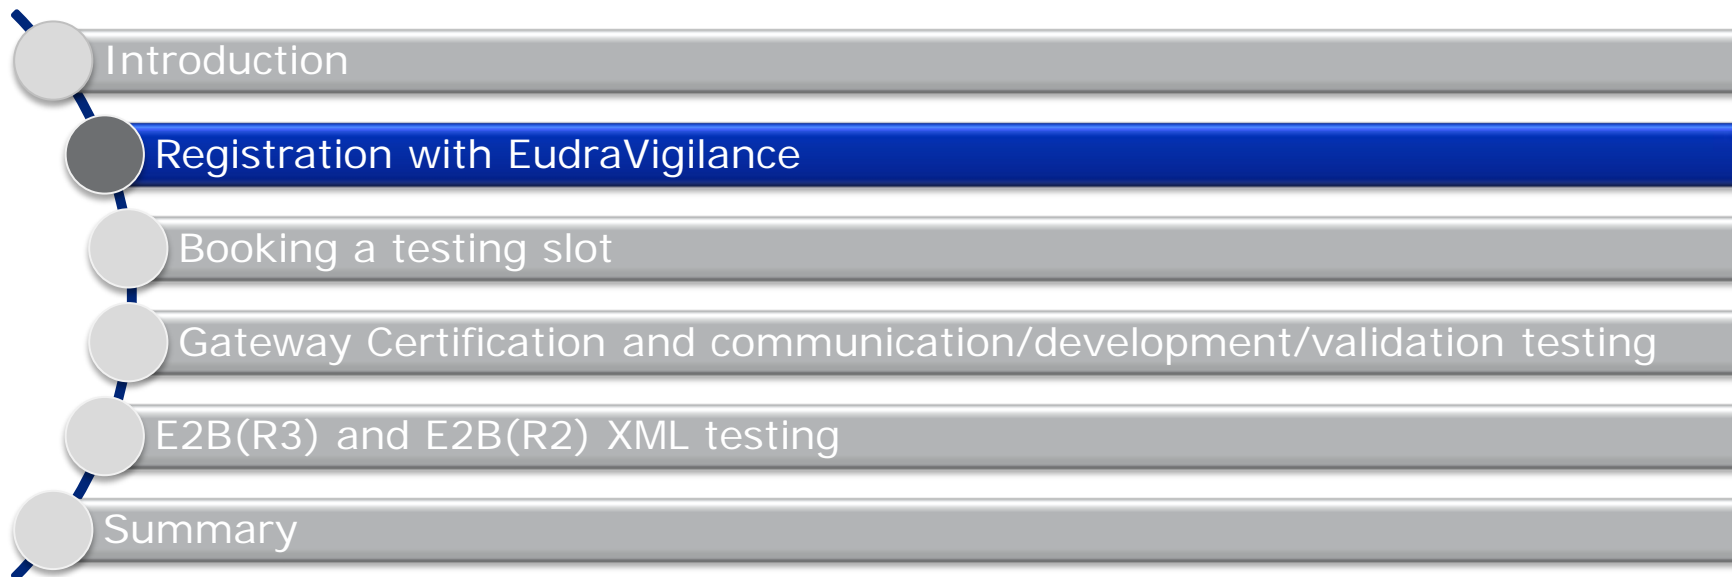 Introduction
Registration with EudraVigilance
Booking a testing slot
Gateway Certification and communication/development/validation testing
E2B(R3) and E2B(R2) XML testing
Summary